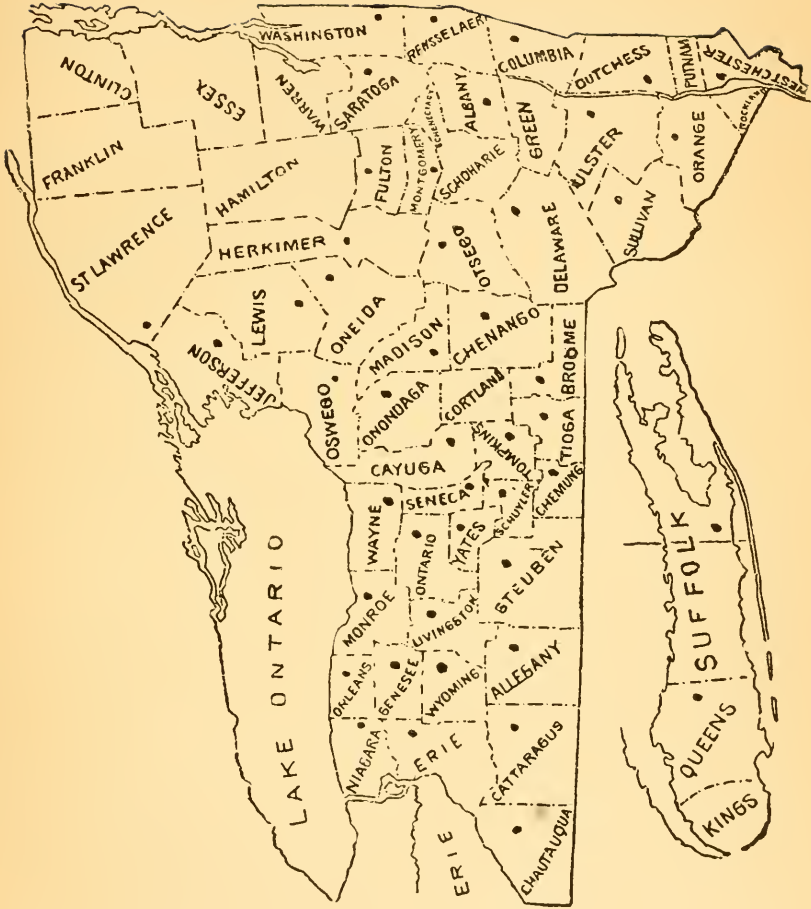 WASHINGTON
RENSSELAER
COLUMBIA
DUTCHESS
PUTNAM
WESTCHESTER
CLINTON
ESSEX
WARREN
SARATOGA
ALBANY
SCHENECTADY
GREEN
ULSTER
ORANGE
ROCKLAND
FRANKLIN
HAMILTON
FULTON
MONTGOMERY
SCHOHARIE
SULLIVAN
ST LAWRENCE
HERKIMER
OTSEGO
DELAWARE
LEWIS
ONEIDA
MADISON
CHENANGO
BROOME
JEFFERSON
OSWEGO
ONONDAGA
CORTLAND
TIOGA
CAYUGA
TOMPKINS
SENECA
SCHUYLER
CHEMUNG
WAYNE
ONTARIO
YATES
STEUBEN
SUFFOLK
LAKE ONTARIO
MONROE
LIVINGSTON
ORLEANS
GENESEE
WYOMING
ALLEGANY
NIAGARA
ERIE
CATTARAGUS
QUEENS
KINGS
ERIE
CHAUTAUQUA